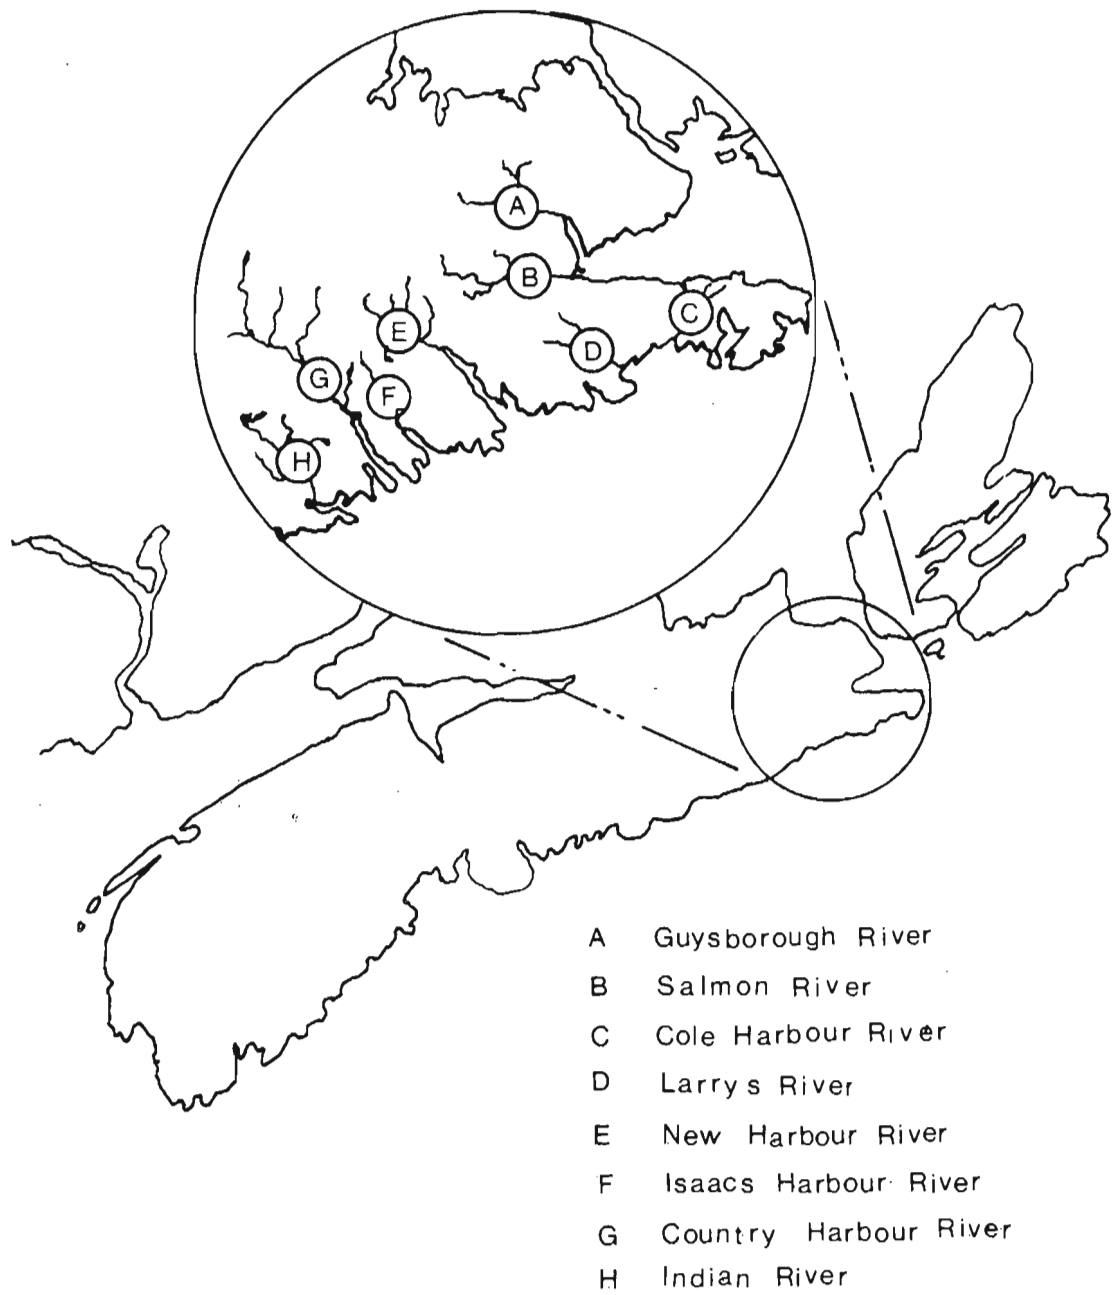 A
B
C
D
E
F
G
H
A Guysborough River
B Salmon River
C Cole Harbour River
D Larrys River
E New Harbour River
F Isaacs Harbour River
G Country Harbour River
H Indian River